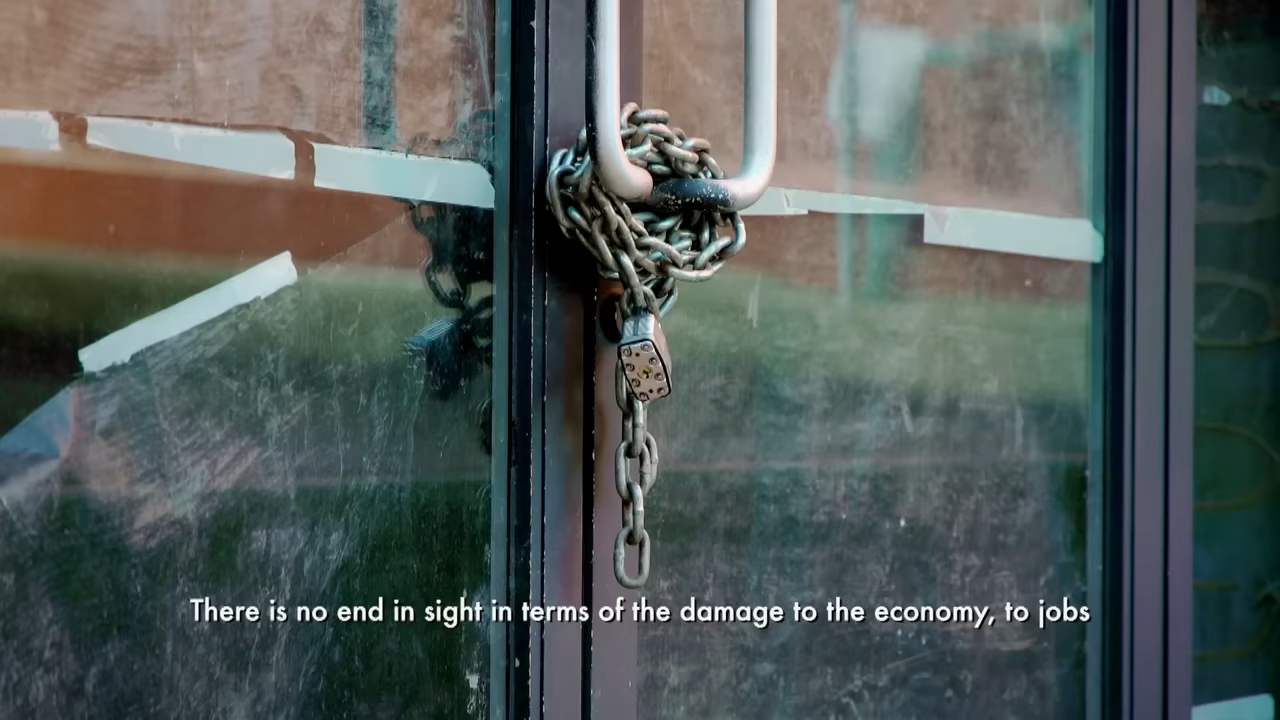 There is no end in sight in terms of the damage to the economy, to jobs